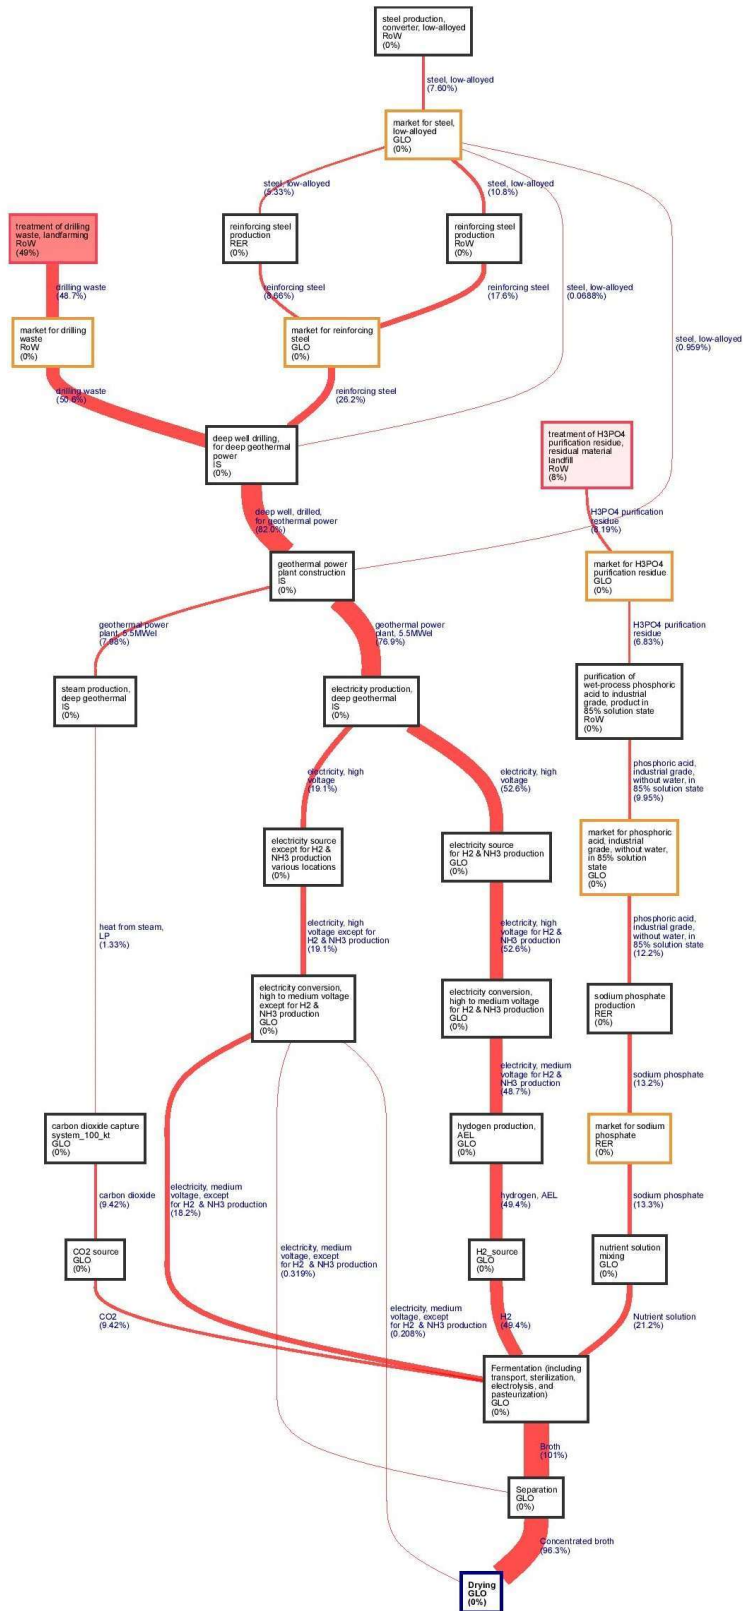 steel production,
converter, low-alloyed
RoW
(0%)
steel, low-alloyed
(7.60%)
market for steel,
low-alloyed
GLO
(0%)
steel, low-alloyed
(5.33%)
steel, low-alloyed
(10.8%)
treatment of drilling
waste, landfarming
RoW
(49%)
reinforcing steel
production
RER
(0%)
reinforcing steel
production
RoW
(0%)
drilling waste
(48.7%)
reinforcing steel
(8.66%)
reinforcing steel
(17.6%)
steel, low-alloyed
(0.0688%)
steel, low-alloyed
(0.959%)
market for drilling
waste
RoW
(0%)
market for reinforcing
steel
GLO
(0%)
drilling waste
(50.6%)
reinforcing steel
(26.2%)
deep well drilling,
for deep geothermal
power
IS
(0%)
treatment of H3PO4
purification residue,
residual material
landfill
RoW
(8%)
deep well, drilled,
for geothermal power
(82.0%)
H3PO4 purification
residue
(8.19%)
geothermal power
plant construction
IS
(0%)
market for H3PO4
purification residue
GLO
(0%)
geothermal power
plant, 5.5MWel
(7.98%)
geothermal power
plant, 5.5MWel
(76.9%)
H3PO4 purification
residue
(6.83%)
steam production,
deep geothermal
IS
(0%)
electricity production,
deep geothermal
IS
(0%)
purification of
wet-process phosphoric
acid to industrial
grade, product in
85% solution state
RoW
(0%)
electricity, high
voltage
(19.1%)
electricity, high
voltage
(52.6%)
phosphoric acid,
industrial grade,
without water, in
85% solution state
(9.95%)
electricity source
except for H2 &
NH3 production
various locations
(0%)
electricity source
for H2 & NH3 production
GLO
(0%)
market for phosphoric
acid, industrial
grade, without water,
in 85% solution
state
GLO
(0%)
heat from steam,
LP
(1.33%)
electricity, high
voltage except for
H2 & NH3 production
(19.1%)
electricity, high
voltage for H2 &
NH3 production
(52.6%)
phosphoric acid,
industrial grade,
without water, in
85% solution state
(12.2%)
electricity conversion,
high to medium voltage
except for H2 &
NH3 production
GLO
(0%)
electricity conversion,
high to medium voltage
for H2 & NH3 production
GLO
(0%)
sodium phosphate
production
RER
(0%)
electricity, medium
voltage for H2 &
NH3 production
(48.7%)
sodium phosphate
(13.2%)
carbon dioxide capture
system_100_kt
GLO
(0%)
hydrogen production,
AEL
GLO
(0%)
market for sodium
phosphate
RER
(0%)
carbon dioxide
(9.42%)
electricity, medium
voltage, except
for H2 & NH3 production
(18.2%)
hydrogen, AEL
(49.4%)
sodium phosphate
(13.3%)
CO2 source
GLO
(0%)
electricity, medium
voltage, except
for H2 & NH3 production
(0.319%)
H2_source
GLO
(0%)
nutrient solution
mixing
GLO
(0%)
CO2
(9.42%)
electricity, medium
voltage, except
for H2 & NH3 production
(0.208%)
H2
(49.4%)
Nutrient solution
(21.2%)
Fermentation (including
transport, sterilization,
electrolysis, and
pasteurization)
GLO
(0%)
Broth
(101%)
Separation
GLO
(0%)
Concentrated broth
(96.3%)
Drying
GLO
(0%)